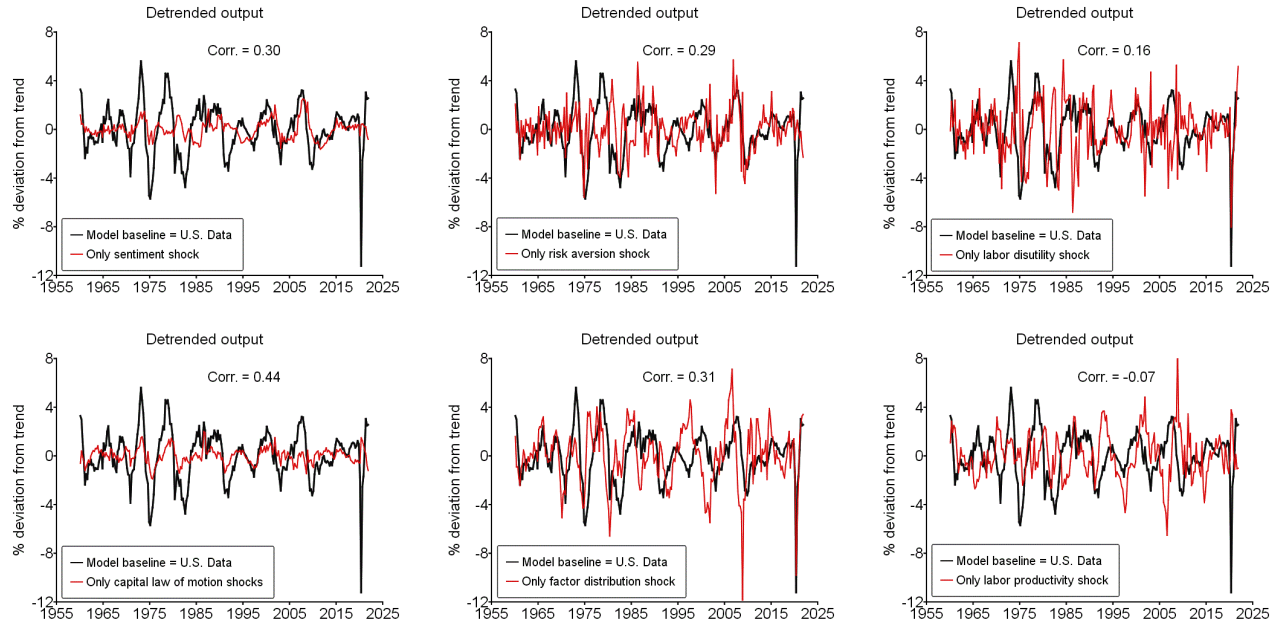 Detrended output
Corr. = 0.30
% deviation from trend
8
4
0
-4
-8
-12
Model baseline = U.S. Data
Only sentiment shock
1955 1965 1975 1985 1995 2005 2015 2025
Detrended output
Corr. = 0.29
% deviation from trend
8
4
0
-4
-8
-12
Model baseline = U.S. Data
Only risk aversion shock
1955 1965 1975 1985 1995 2005 2015 2025
Detrended output
Corr. = 0.16
% deviation from trend
8
4
0
-4
-8
-12
Model baseline = U.S. Data
Only labor disutility shock
1955 1965 1975 1985 1995 2005 2015 2025
Detrended output
Corr. = 0.44
% deviation from trend
8
4
0
-4
-8
-12
Model baseline = U.S. Data
Only capital law of motion shocks
1955 1965 1975 1985 1995 2005 2015 2025
Detrended output
Corr. = 0.31
% deviation from trend
8
4
0
-4
-8
-12
Model baseline = U.S. Data
Only factor distribution shock
1955 1965 1975 1985 1995 2005 2015 2025
Detrended output
Corr. = -0.07
% deviation from trend
8
4
0
-4
-8
-12
Model baseline = U.S. Data
Only labor productivity shock
1955 1965 1975 1985 1995 2005 2015 2025